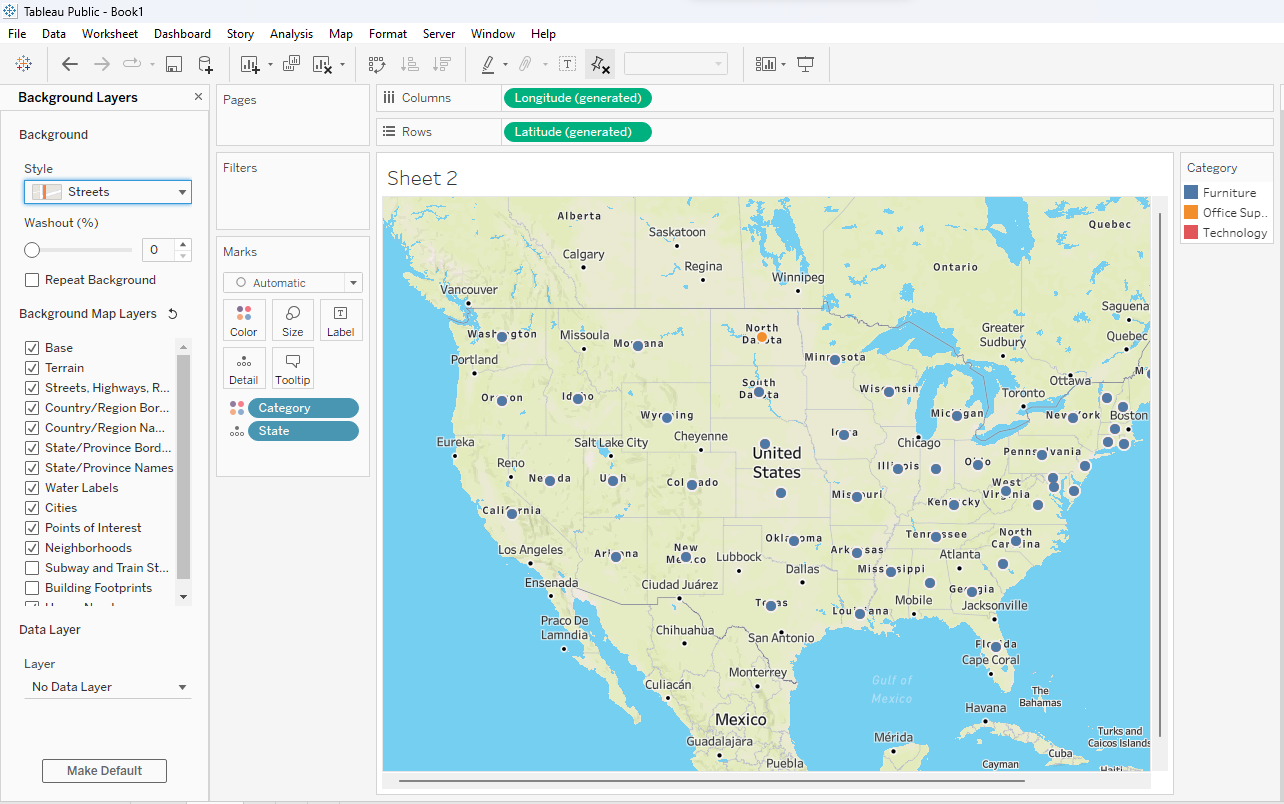 Tableau Public - Book1
File Data Worksheet Dashboard Story Analysis Map Format Server Window Help
Background Layers
Background
Style
Streets
Washout (%)
0
Repeat Background
Background Map Layers
Base
Terrain
Streets, Highways, R...
Country/Region Bor...
Country/Region Na...
State/Province Bord...
State/Province Names
Water Labels
Cities
Points of Interest
Neighborhoods
Subway and Train St...
Building Footprints
Data Layer
Layer
No Data Layer
Make Default
Pages
Filters
Marks
Automatic
Color
Size
Label
Detail
Tooltip
Category
State
Columns
Longitude (generated)
Rows
Latitude (generated)
Sheet 2
Alberta
Quebec
Saskatoon
Calgary
Regina
Ontario
Winnipeg
Vancouver
Saguena
Washington
Missoula
Montana
North
Dakota
Greater
Sudbury
Quebec
Portland
Minnesota
Ottawa
M
South
Dakota
Oregon
Idaho
Wisconsin
Toronto
Wyoming
Michigan
New York
Boston
Eureka
Salt Lake City
Cheyenne
Iowa
Chicago
United
States
Pennsylvania
Reno
Illinois
Ohio
Nevada
Utah
Colorado
West
Virginia
Missouri
Kentucky
California
Los Angeles
Arizona
New
Mexico
Lubbock
Oklahoma
Arkansas
Tennessee
North
Carolina
Atlanta
Ensenada
Ciudad Juárez
Dallas
Mississippi
Georgia
Texas
Louisiana
Mobile
Jacksonville
Praco De
Lamndia
Chihuahua
San Antonio
Florida
Cape Coral
Monterrey
Culiacán
Gulf of
Mexico
The
Bahamas
Havana
Mexico
Guadalajara
Mérida
Turks and
Caicos Islands
Cuba
Puebla
Cayman
Haiti
Category
Furniture
Office Sup..
Technology